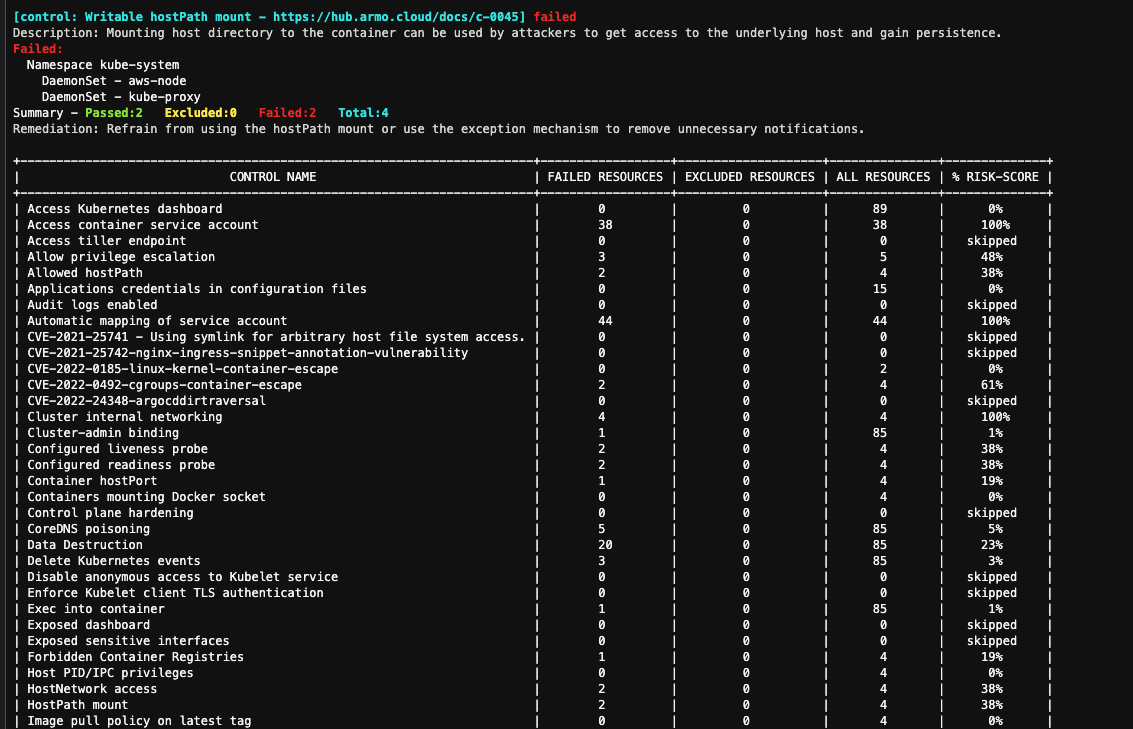 [control: Writable hostPath mount - https://hub.armo.cloud/docs/c-0045] failed
Description: Mounting host directory to the container can be used by attackers to get access to the underlying host and gain persistence.
Failed:
  Namespace kube-system
    DaemonSet - aws-node
    DaemonSet - kube-proxy
Summary - Passed:2   Excluded:0   Failed:2   Total:4
Remediation: Refrain from using the hostPath mount or use the exception mechanism to remove unnecessary notifications.
| CONTROL NAME | FAILED RESOURCES | EXCLUDED RESOURCES | ALL RESOURCES | % RISK-SCORE |
| Access Kubernetes dashboard | 0 | 0 | 89 | 0% |
| Access container service account | 38 | 0 | 38 | 100% |
| Access tiller endpoint | 0 | 0 | 0 | skipped |
| Allow privilege escalation | 3 | 0 | 5 | 48% |
| Allowed hostPath | 2 | 0 | 4 | 38% |
| Applications credentials in configuration files | 0 | 0 | 15 | 0% |
| Audit logs enabled | 0 | 0 | 0 | skipped |
| Automatic mapping of service account | 44 | 0 | 44 | 100% |
| CVE-2021-25741 - Using symlink for arbitrary host file system access. | 0 | 0 | 0 | skipped |
| CVE-2021-25742-nginx-ingress-snippet-annotation-vulnerability | 0 | 0 | 0 | skipped |
| CVE-2022-0185-linux-kernel-container-escape | 0 | 0 | 2 | 0% |
| CVE-2022-0492-cgroups-container-escape | 2 | 0 | 4 | 61% |
| CVE-2022-24348-argocddirtraversal | 0 | 0 | 0 | skipped |
| Cluster internal networking | 4 | 0 | 4 | 100% |
| Cluster-admin binding | 1 | 0 | 85 | 1% |
| Configured liveness probe | 2 | 0 | 4 | 38% |
| Configured readiness probe | 2 | 0 | 4 | 38% |
| Container hostPort | 1 | 0 | 4 | 19% |
| Containers mounting Docker socket | 0 | 0 | 4 | 0% |
| Control plane hardening | 0 | 0 | 0 | skipped |
| CoreDNS poisoning | 5 | 0 | 85 | 5% |
| Data Destruction | 20 | 0 | 85 | 23% |
| Delete Kubernetes events | 3 | 0 | 85 | 3% |
| Disable anonymous access to Kubelet service | 0 | 0 | 0 | skipped |
| Enforce Kubelet client TLS authentication | 0 | 0 | 0 | skipped |
| Exec into container | 1 | 0 | 85 | 1% |
| Exposed dashboard | 0 | 0 | 0 | skipped |
| Exposed sensitive interfaces | 0 | 0 | 0 | skipped |
| Forbidden Container Registries | 1 | 0 | 4 | 19% |
| Host PID/IPC privileges | 0 | 0 | 4 | 0% |
| HostNetwork access | 2 | 0 | 4 | 38% |
| HostPath mount | 2 | 0 | 4 | 38% |
| Image pull policy on latest tag | 0 | 0 | 4 | 0% |